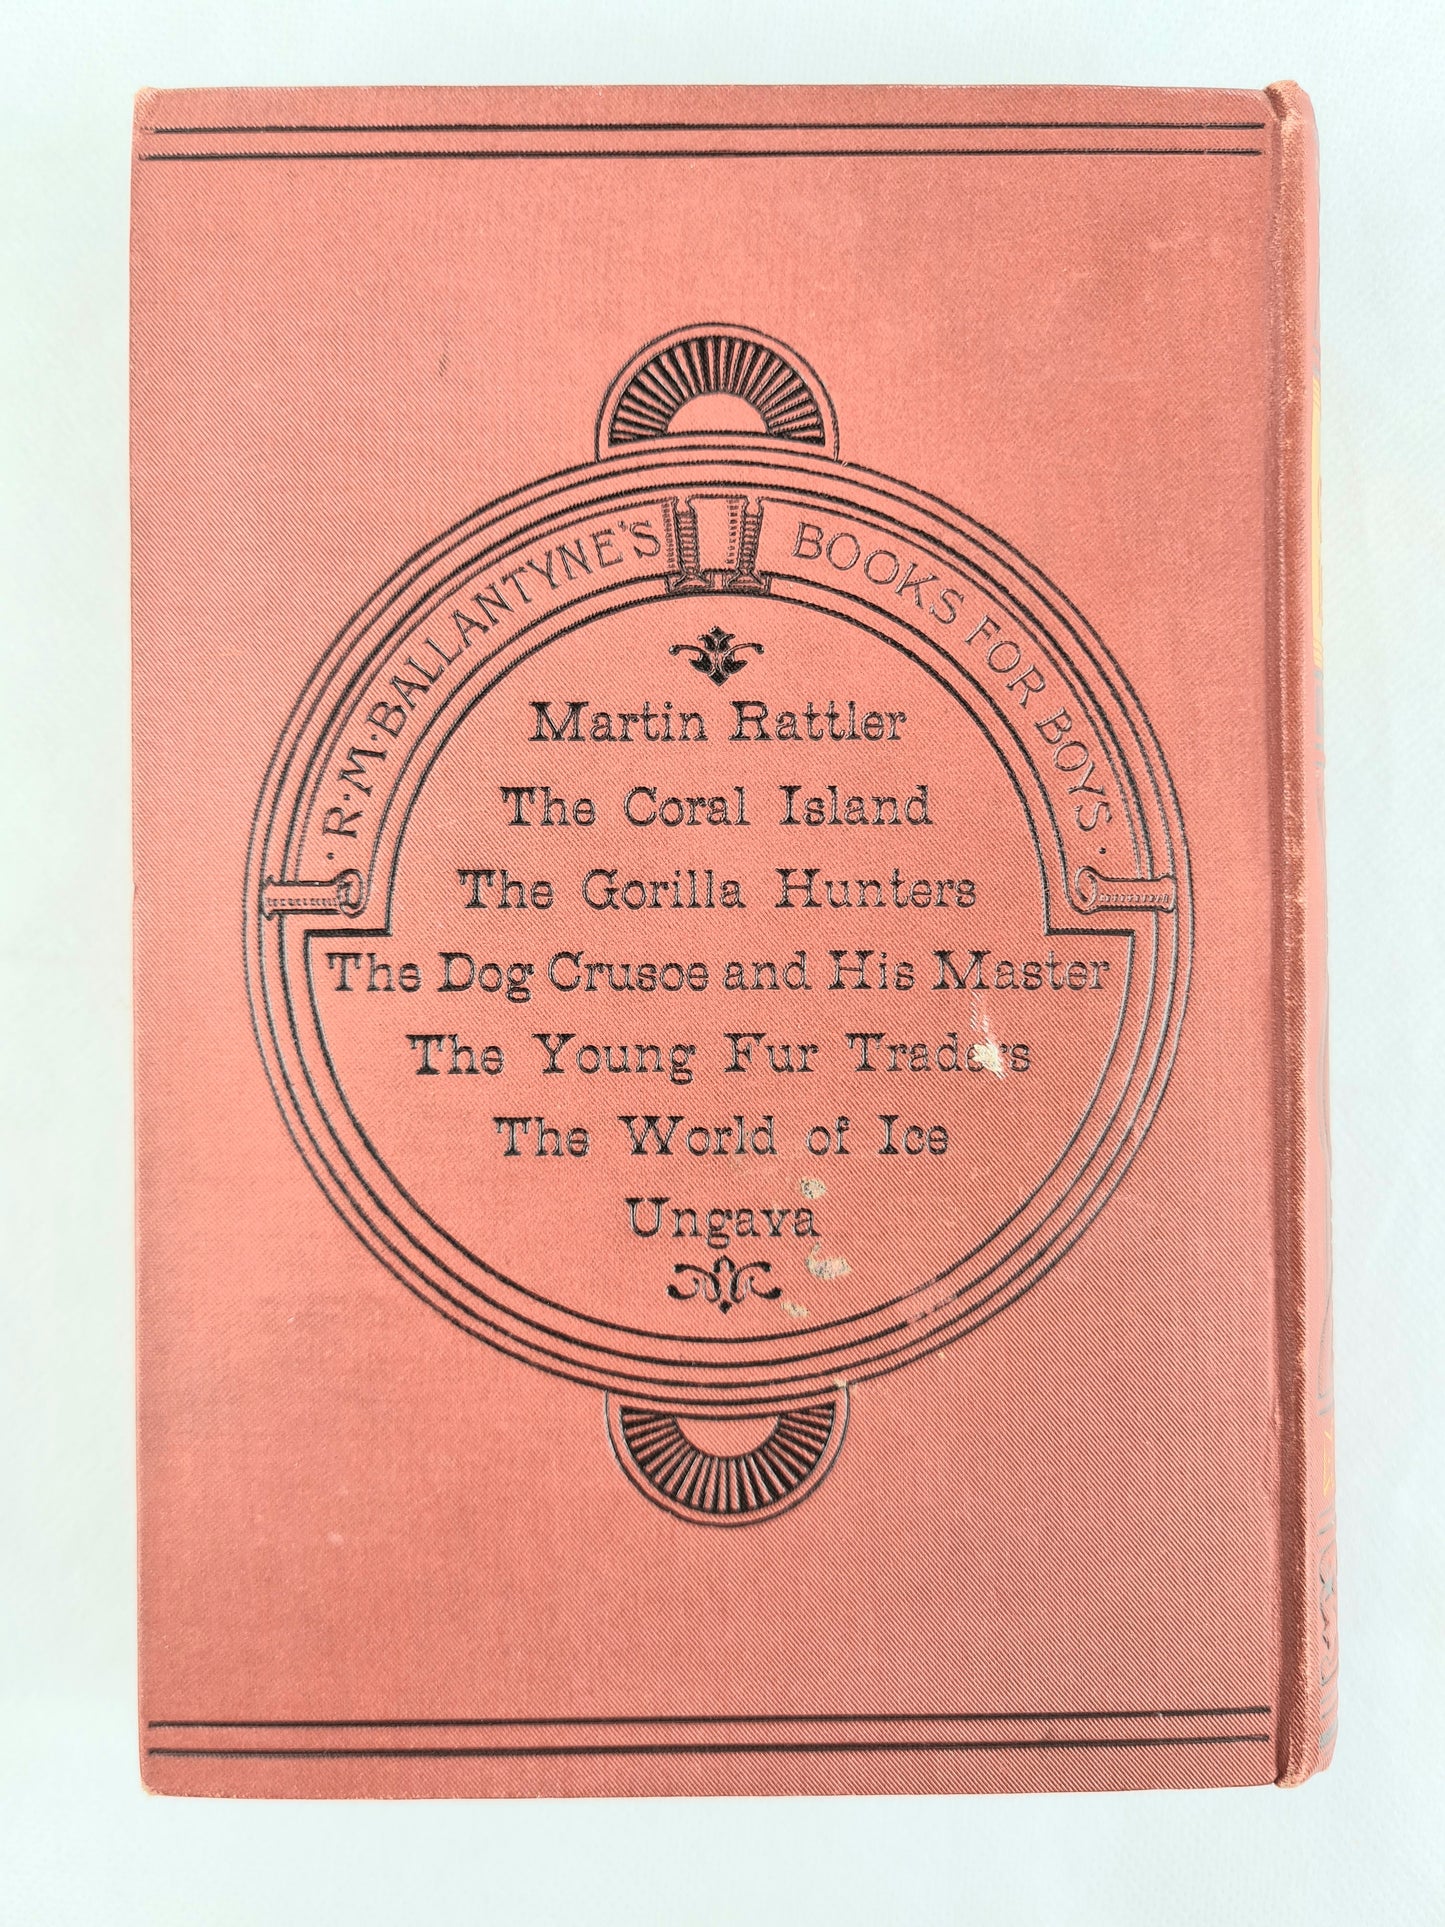 · R · M · BALLANTYNE'S BOOKS FOR BOYS ·
Martin Rattler
The Coral Island
The Gorilla Hunters
The Dog Crusoe and His Master
The Young Fur Traders
The World of Ice
Ungava